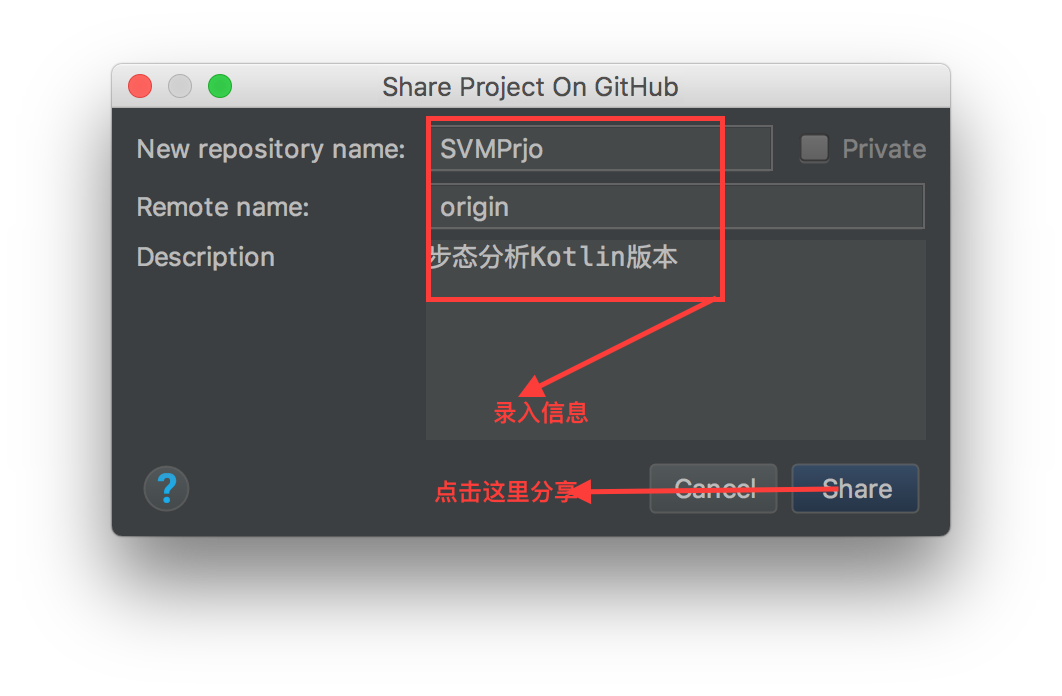 Share Project On GitHub
New repository name: SVMPrjo Private
Remote name: origin
Description 步态分析Kotlin版本
录入信息
? 点击这里分享 Cancel Share